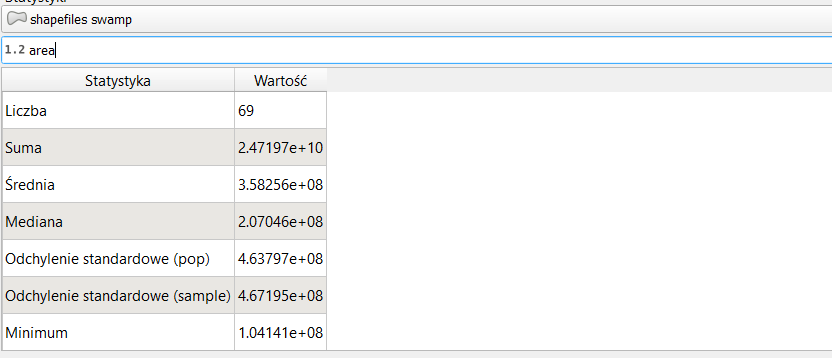 Statystyki
shapefiles swamp
1.2 area
Statystyka Wartość
Liczba 69
Suma 2.47197e+10
Średnia 3.58256e+08
Mediana 2.07046e+08
Odchylenie standardowe (pop) 4.63797e+08
Odchylenie standardowe (sample) 4.67195e+08
Minimum 1.04141e+08